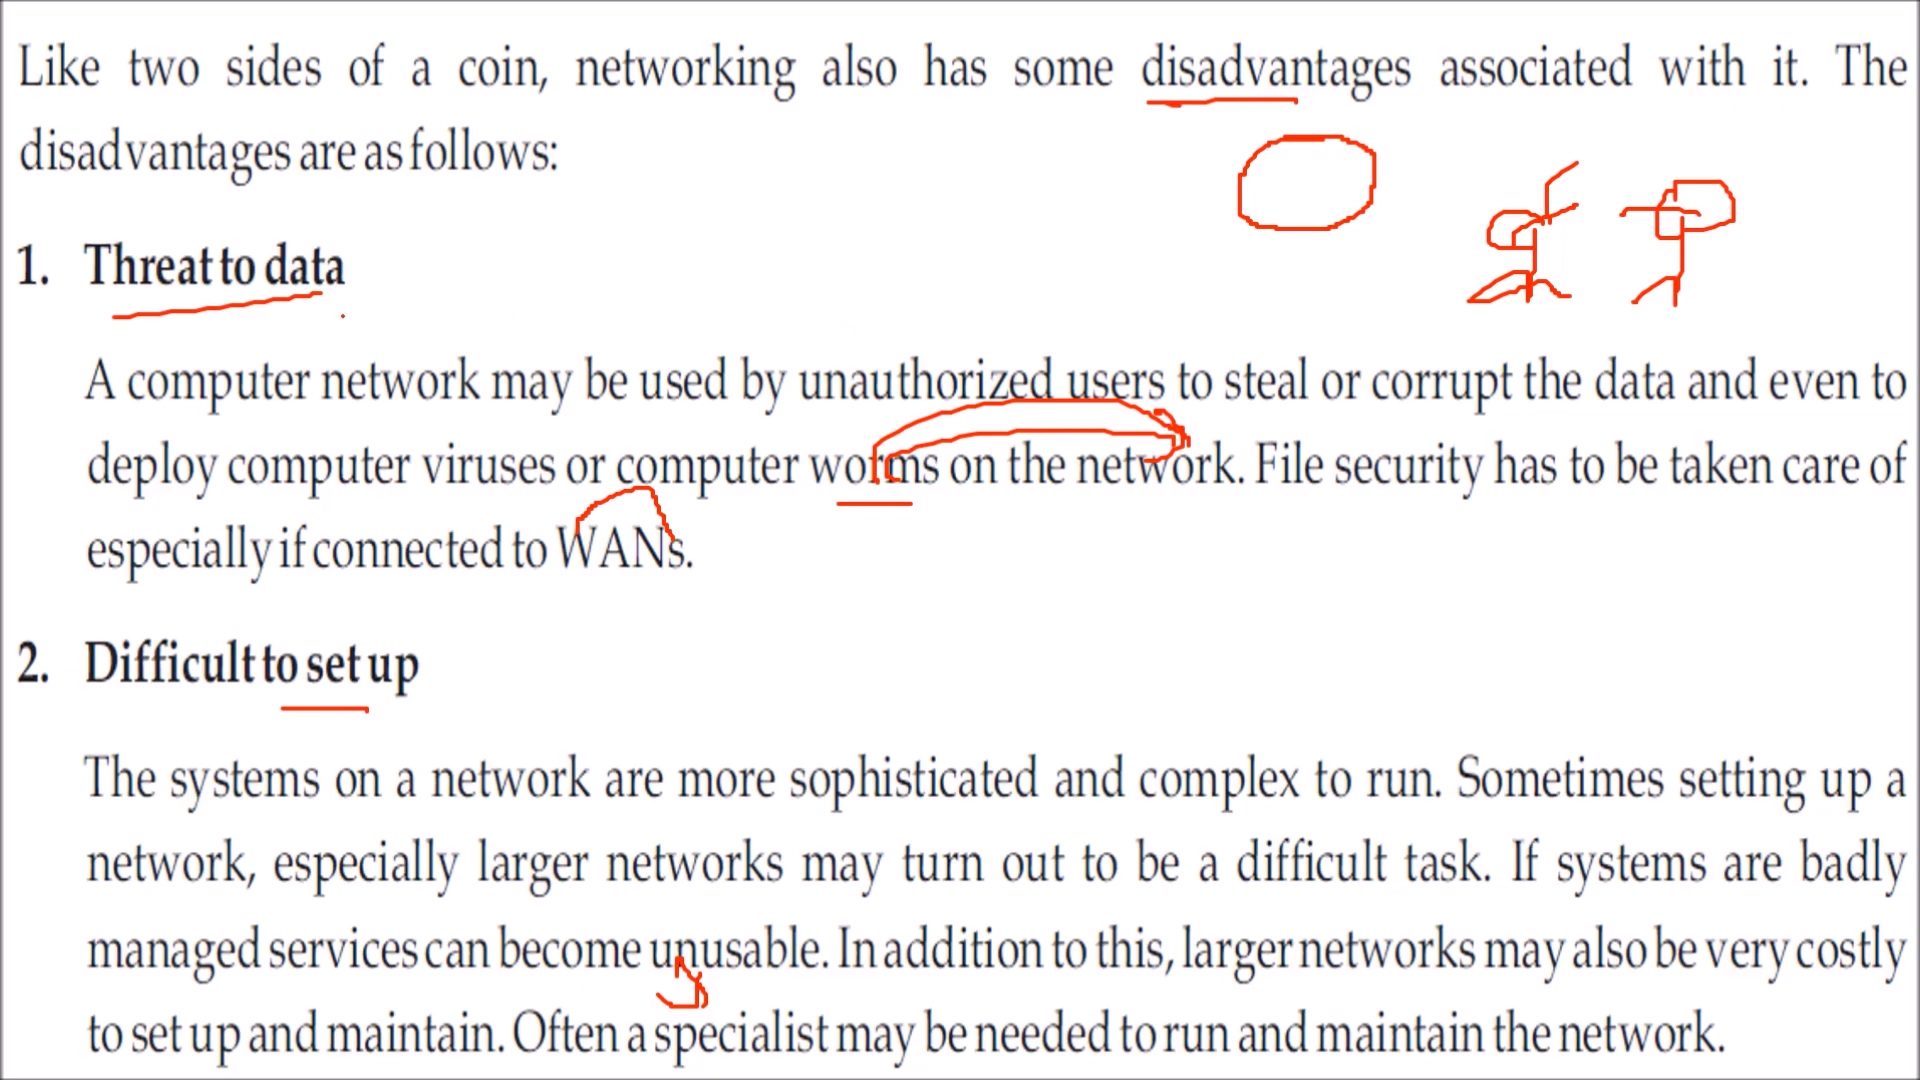 Like two sides of a coin, networking also has some disadvantages associated with it. The
disadvantages are as follows:
1. Threat to data
A computer network may be used by unauthorized users to steal or corrupt the data and even to
deploy computer viruses or computer worms on the network. File security has to be taken care of
especially if connected to WANs.
2. Difficult to set up
The systems on a network are more sophisticated and complex to run. Sometimes setting up a
network, especially larger networks may turn out to be a difficult task. If systems are badly
managed services can become unusable. In addition to this, larger networks may also be very costly
to set up and maintain. Often a specialist may be needed to run and maintain the network.